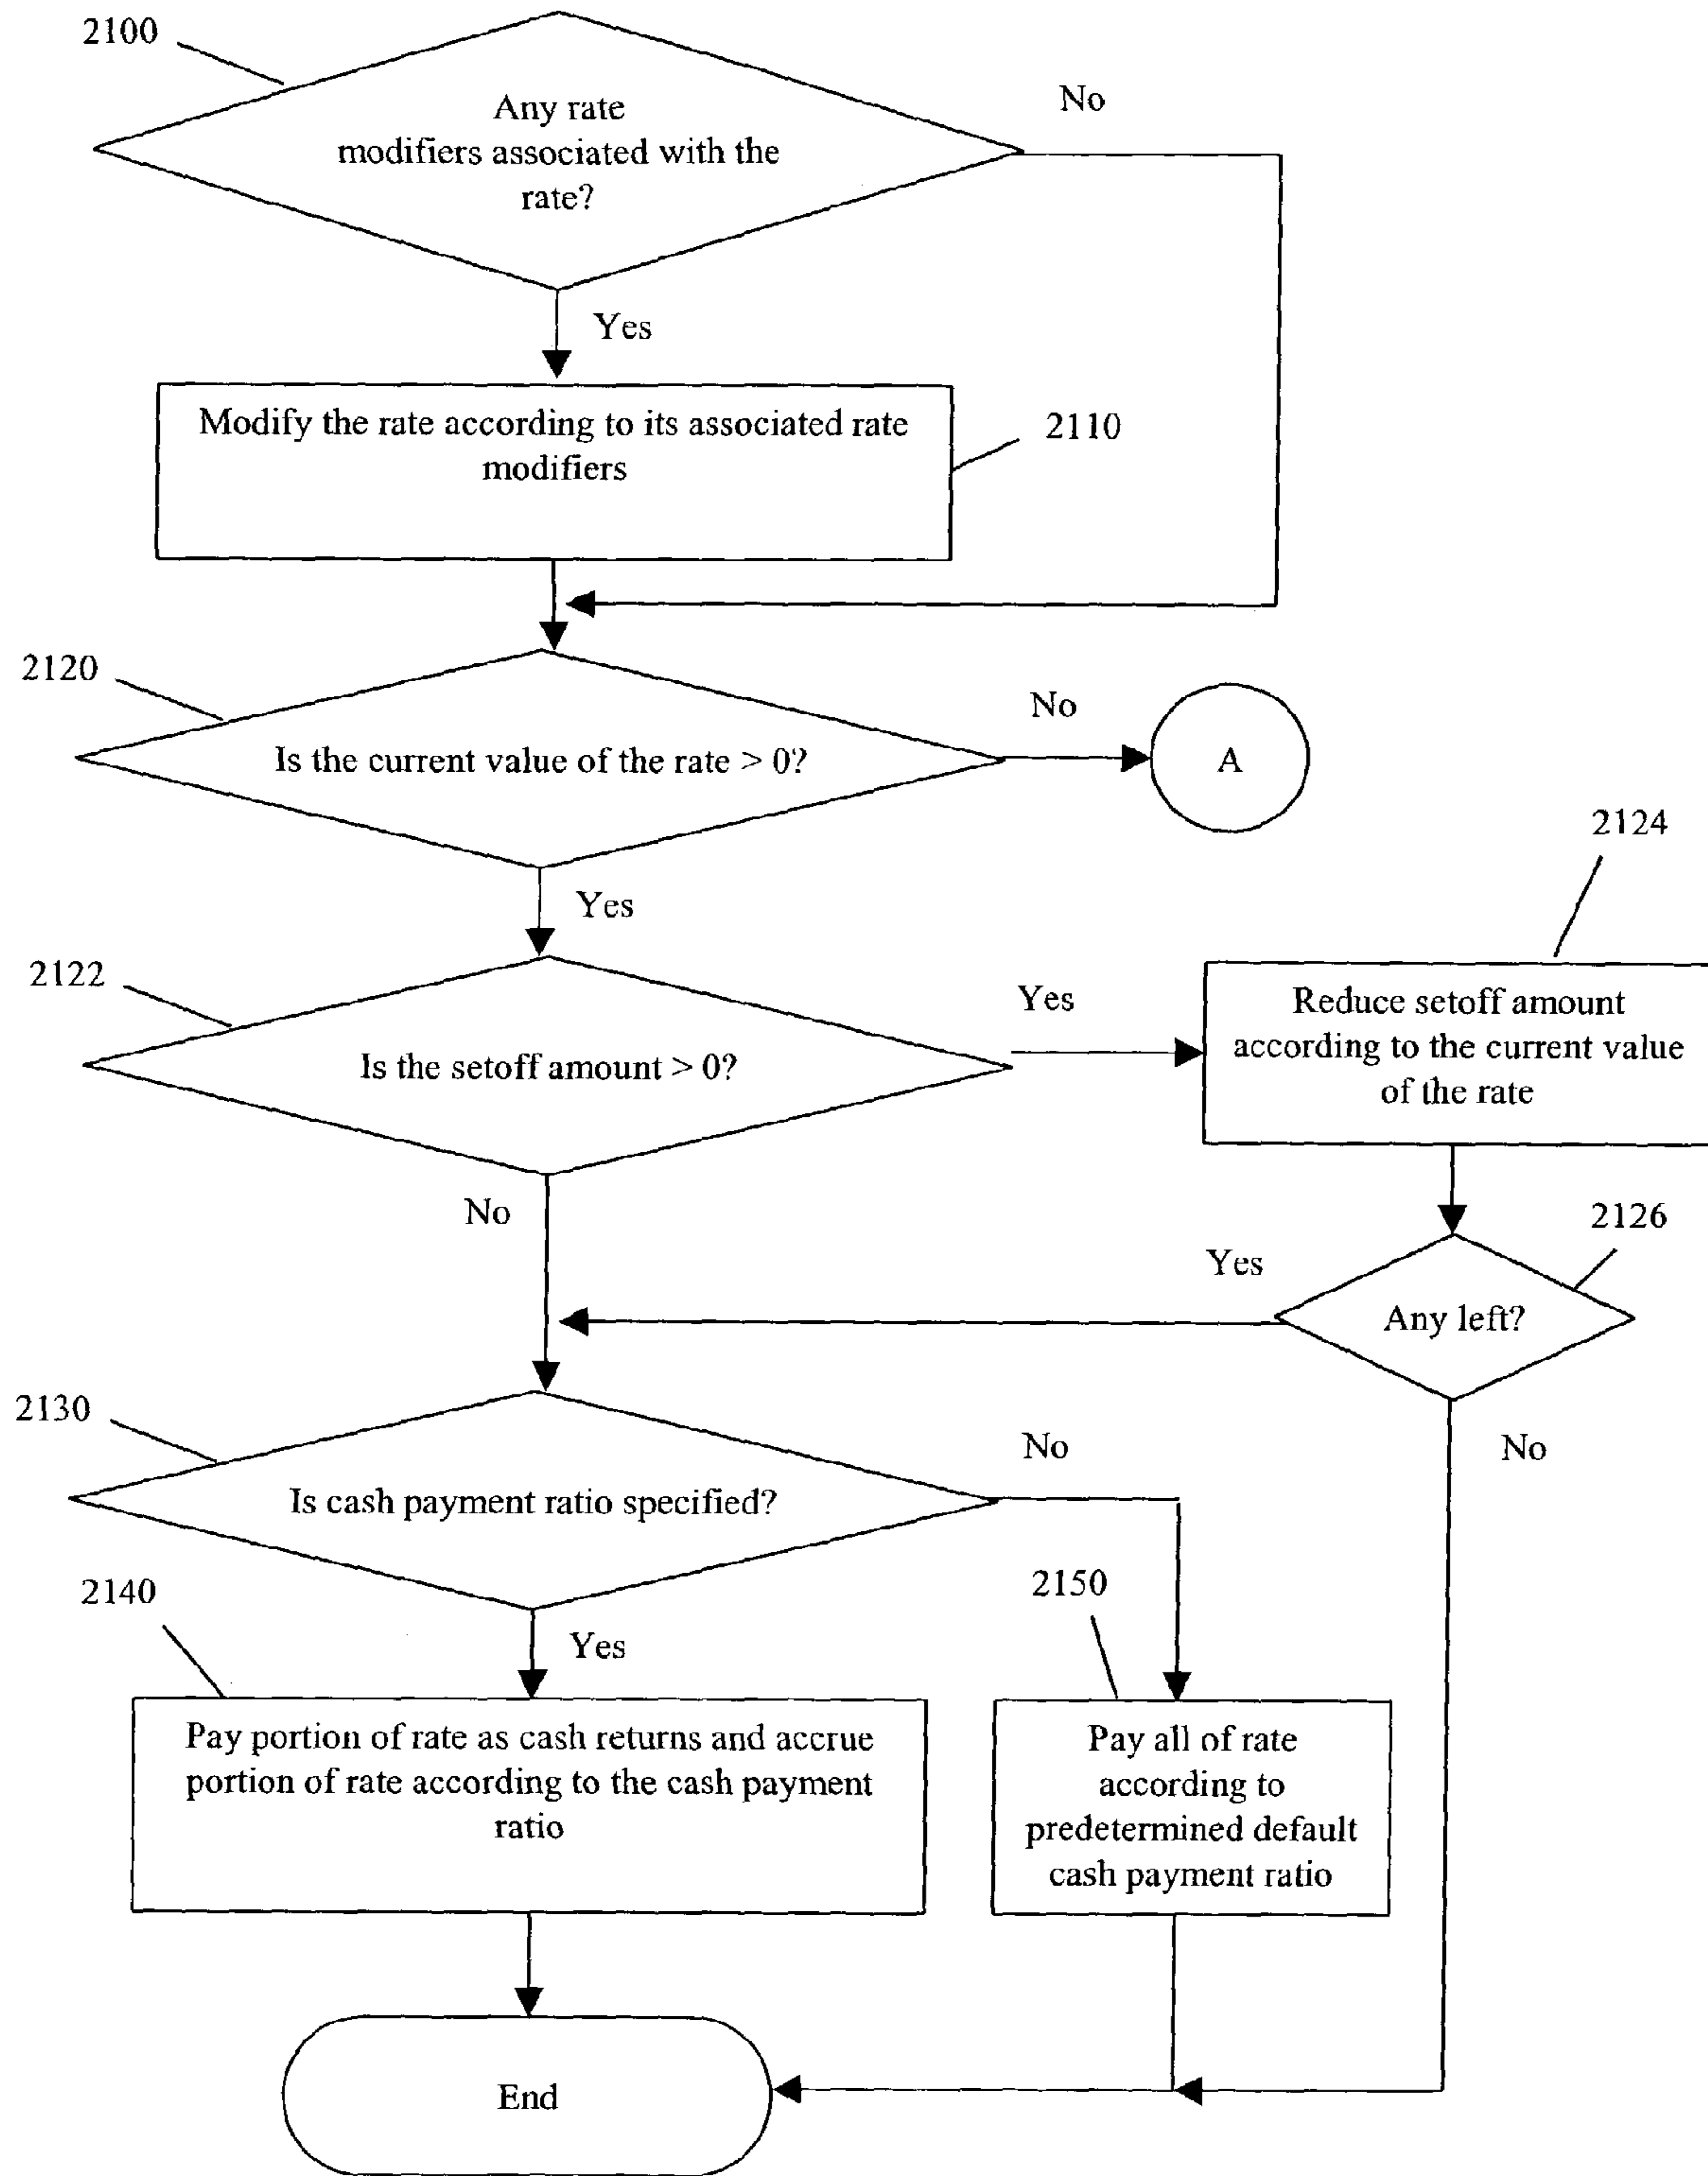 2100
Any rate
modifiers associated with the
rate?
No
Yes
Modify the rate according to its associated rate
modifiers
2110
2120
Is the current value of the rate > 0?
No
A
Yes
2124
2122
Is the setoff amount > 0?
Yes
Reduce setoff amount
according to the current value
of the rate
No
2126
Yes
Any left?
2130
Is cash payment ratio specified?
No
No
2140
Yes
2150
Pay portion of rate as cash returns and accrue
portion of rate according to the cash payment
ratio
Pay all of rate
according to
predetermined default
cash payment ratio
End